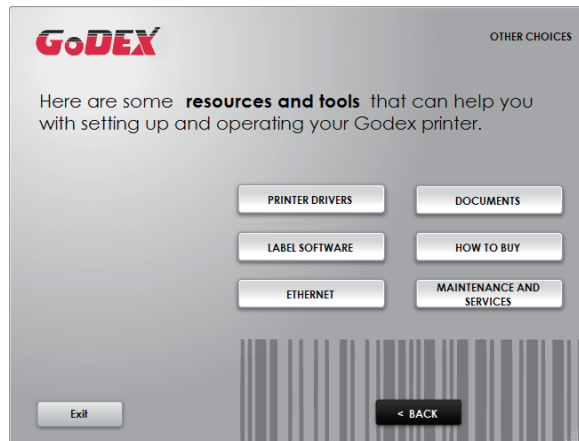 GoDEX
OTHER CHOICES
Here are some resources and tools that can help you
with setting up and operating your Godex printer.
PRINTER DRIVERS
DOCUMENTS
LABEL SOFTWARE
HOW TO BUY
ETHERNET
MAINTENANCE AND
SERVICES
Exit
< BACK